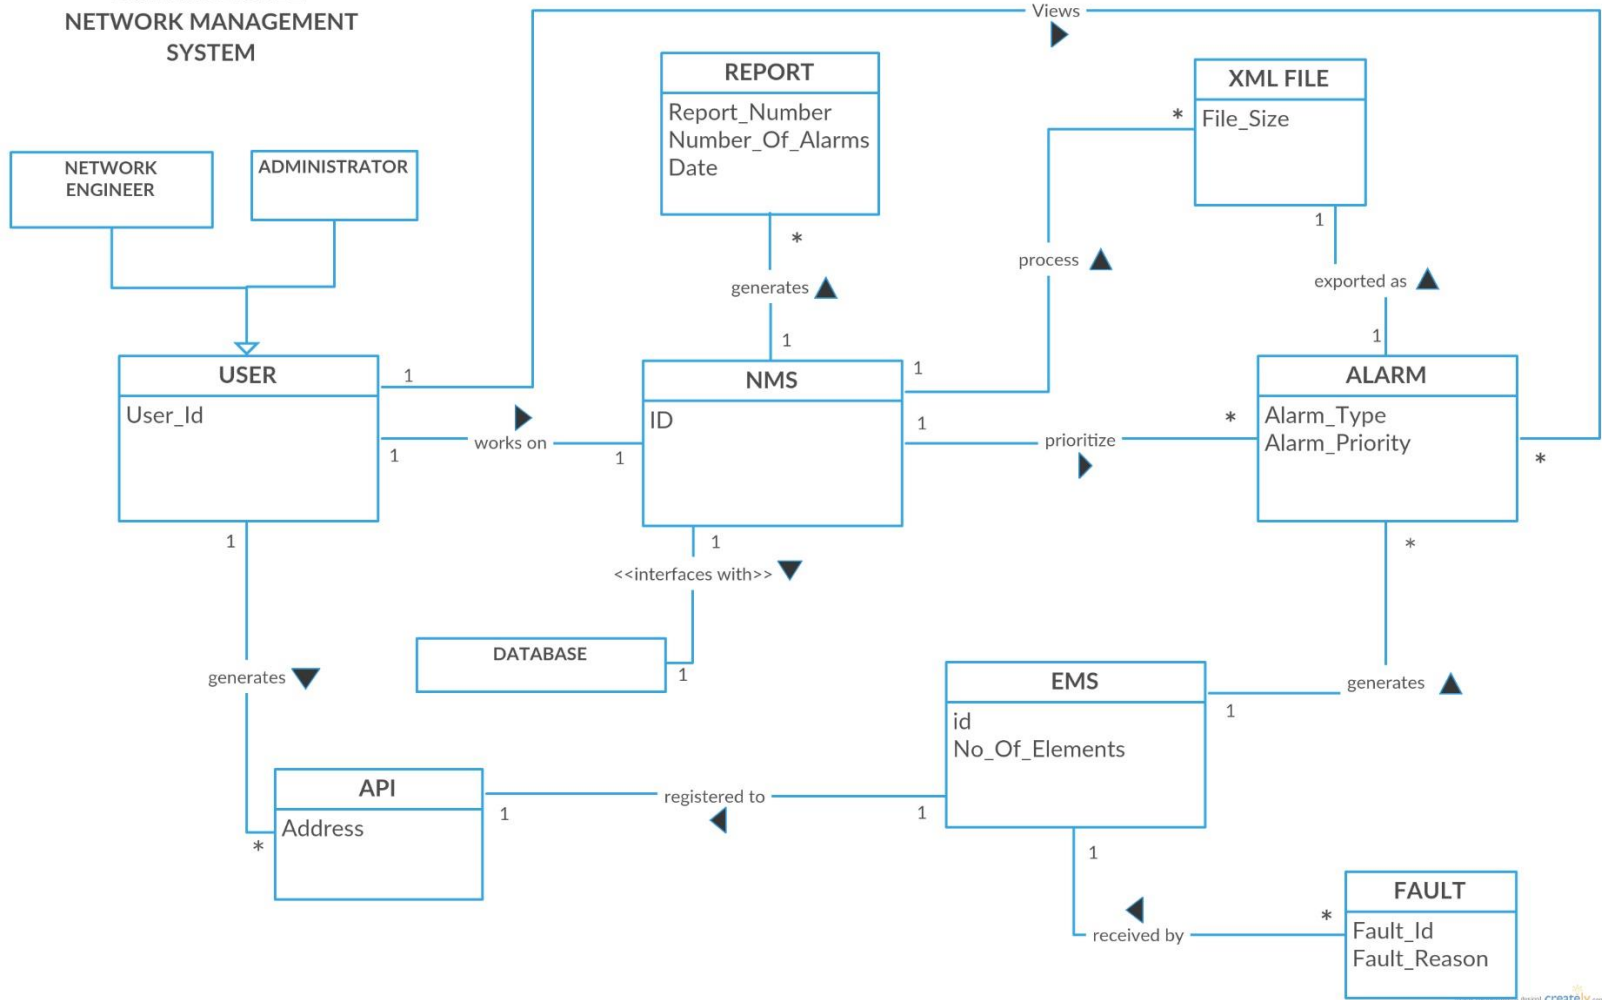 NETWORK MANAGEMENT
SYSTEM
Views
REPORT
Report_Number
Number_Of_Alarms
Date
XML FILE
File_Size
*
NETWORK
ENGINEER
ADMINISTRATOR
1
*
process
generates
exported as
1
1
USER
User_Id
1
works on
1
1
NMS
ID
1
1
prioritize
*
ALARM
Alarm_Type
Alarm_Priority
*
1
1
*
<<interfaces with>>
DATABASE
1
generates
EMS
id
No_Of_Elements
1
generates
API
Address
*
1
registered to
1
1
received by
*
FAULT
Fault_Id
Fault_Reason
creately